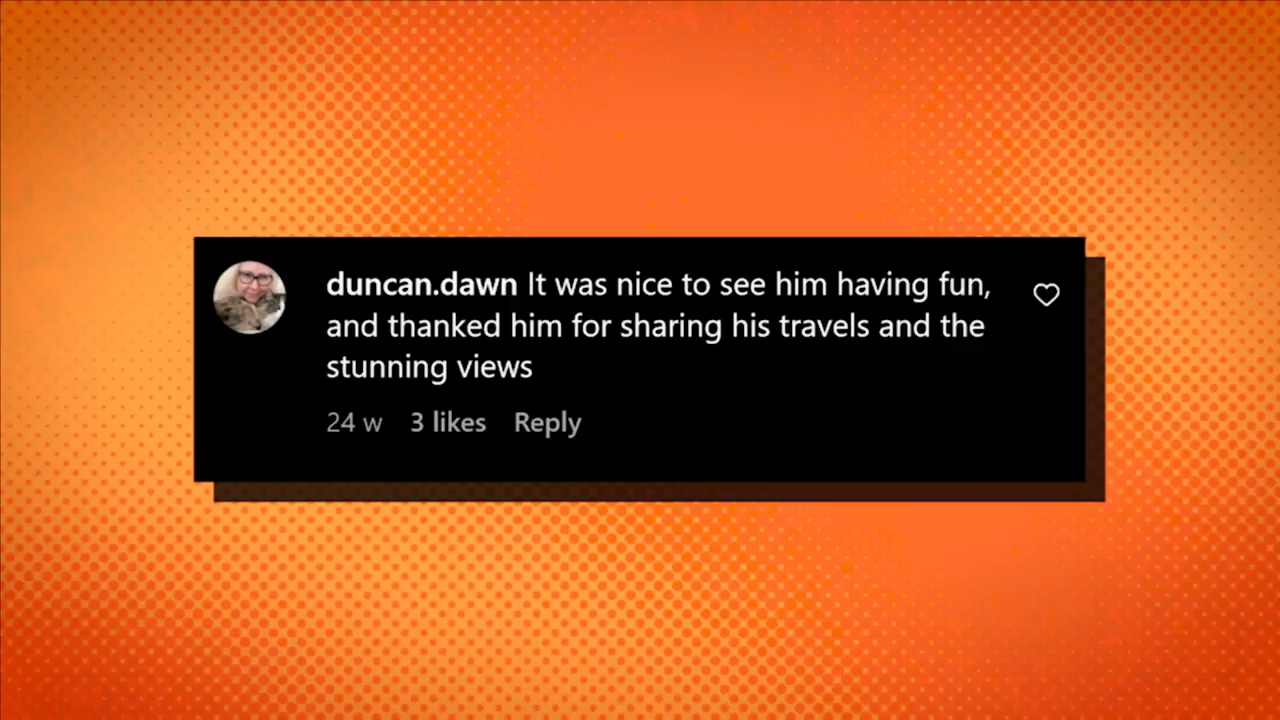 duncan.dawn It was nice to see him having fun,
and thanked him for sharing his travels and the
stunning views
24 w 3 likes Reply